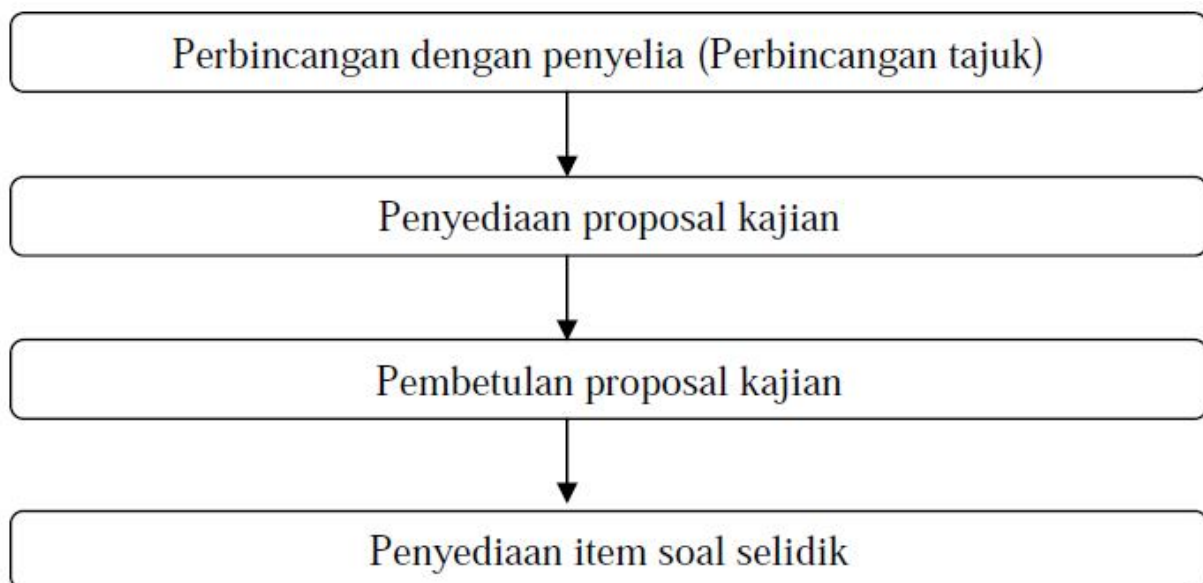 Perbincangan dengan penyelia (Perbincangan tajuk)
Penyediaan proposal kajian
Pembetulan proposal kajian
Penyediaan item soal selidik